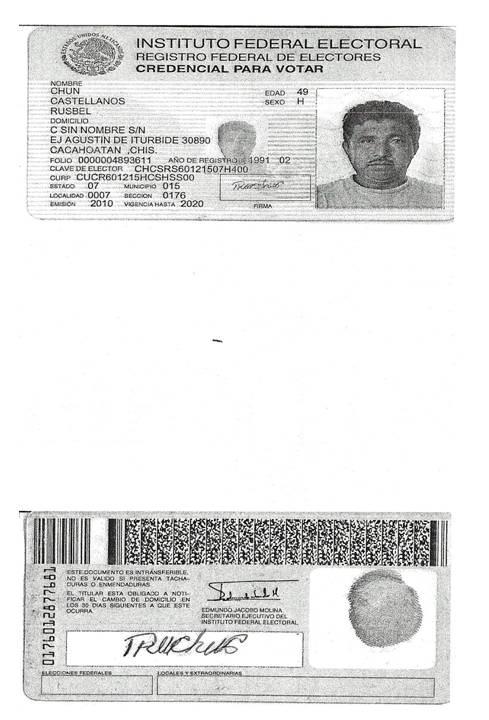 ESTADOS UNIDOS MEXICANOS
INSTITUTO FEDERAL ELECTORAL
REGISTRO FEDERAL DE ELECTORES
CREDENCIAL PARA VOTAR
NOMBRE
CHUN
CASTELLANOS
RUSBEL
EDAD 49
SEXO H
DOMICILIO
C SIN NOMBRE S/N
EJ AGUSTIN DE ITURBIDE 30890
CACAHOATAN ,CHIS.
FOLIO 0000004893611 AÑO DE REGISTRO 1991 02
CLAVE DE ELECTOR CHCSRS60121507H400
CURP CUCR601215HCSHSS00
ESTADO 07 MUNICIPIO 015
LOCALIDAD 0007 SECCION 0176
EMISIÓN 2010 VIGENCIA HASTA 2020
FIRMA
ESTE DOCUMENTO ES INTRANSFERIBLE,
NO ES VALIDO SI PRESENTA TACHA-
DURAS O ENMENDADURAS.
EL TITULAR ESTA OBLIGADO A NOTI-
FICAR EL CAMBIO DE DOMICILIO EN
LOS 30 DIAS SIGUIENTES A QUE ESTE
OCURRA.
EDMUNDO JACOBO MOLINA
SECRETARIO EJECUTIVO DEL
INSTITUTO FEDERAL ELECTORAL
ELECCIONES FEDERALES
LOCALES Y EXTRAORDINARIAS